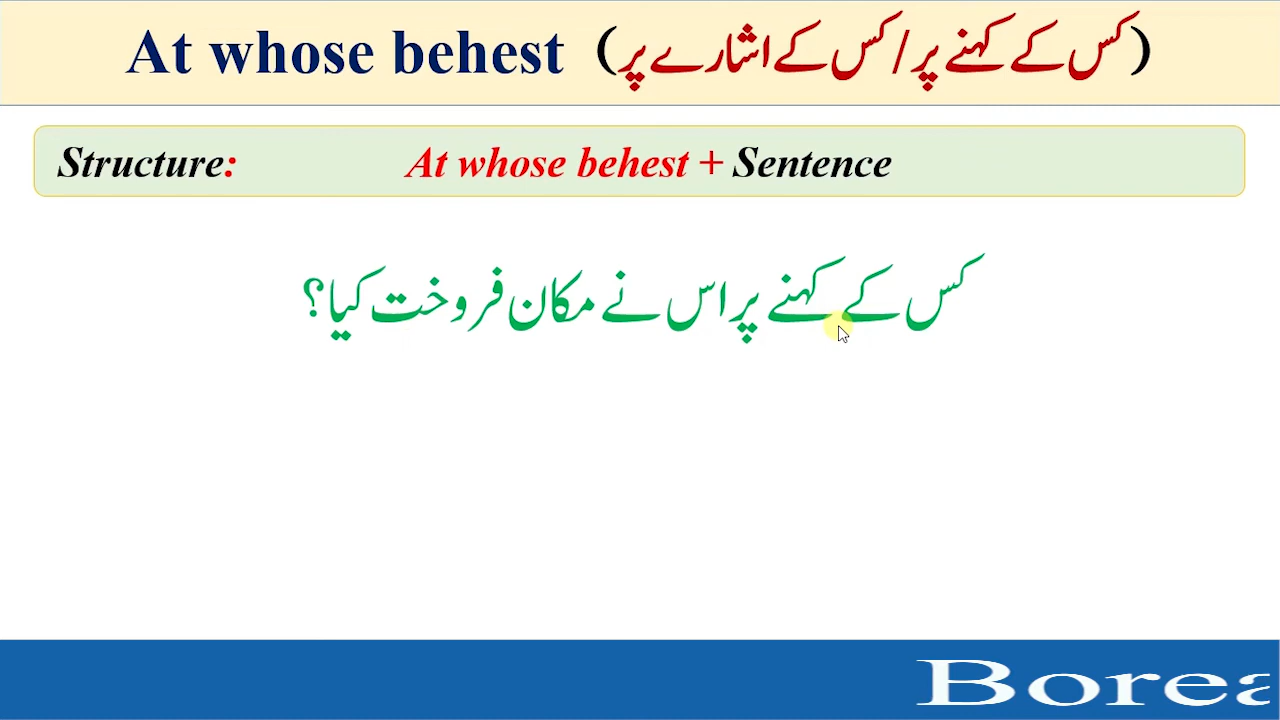 At whose behest (کس کے کہنے پر/کس کے اشارے پر)
Structure: At whose behest + Sentence
کس کے کہنے پر اس نے مکان فروخت کیا؟
Borea